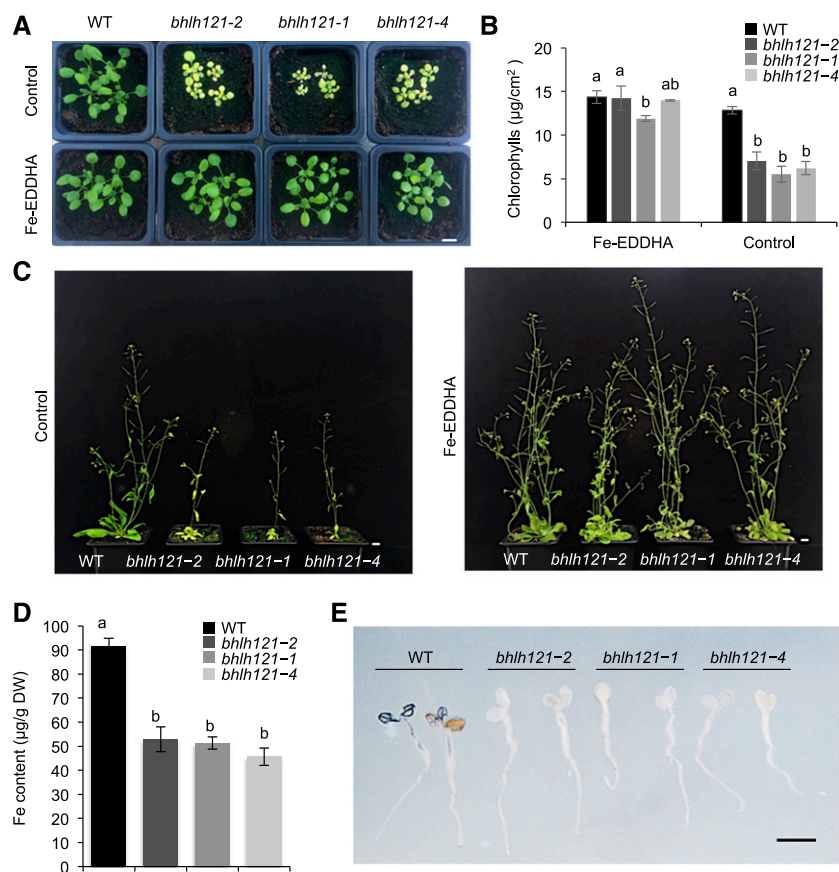 A
WT bhlh121-2 bhlh121-1 bhlh121-4
Control
Fe-EDDHA
B
WT
bhlh121−2
bhlh121−1
bhlh121−4
Chlorophylls (µg/cm²)
20
15
10
5
0
a a b ab
a b b b
Fe-EDDHA Control
C
Control
WT bhlh121−2 bhlh121−1 bhlh121−4
Fe-EDDHA
WT bhlh121−2 bhlh121−1 bhlh121−4
D
WT
bhlh121−2
bhlh121−1
bhlh121−4
Fe content (µg/g DW)
100
90
80
70
60
50
40
30
20
10
0
a b b b
E
WT bhlh121−2 bhlh121−1 bhlh121−4